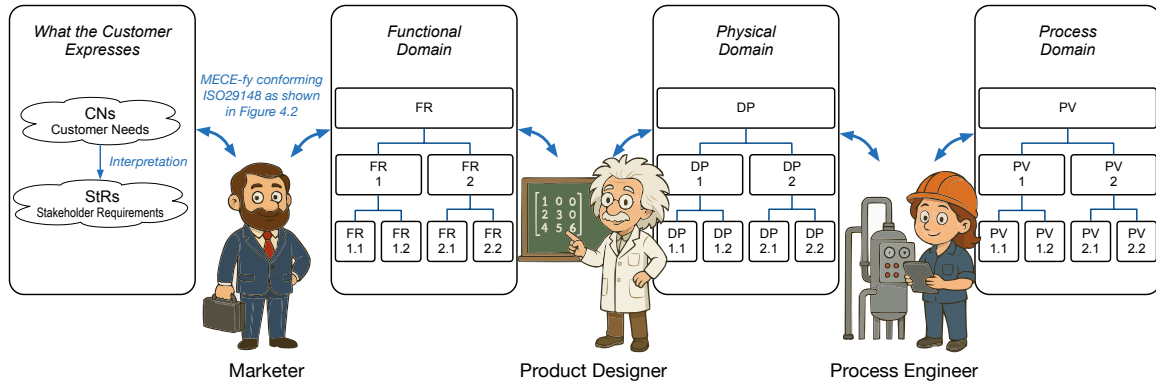 What the Customer
Expresses
CNs
Customer Needs
Interpretation
StRs
Stakeholder Requirements
MECE-fy conforming
ISO29148 as shown
in Figure 4.2
Marketer
Functional
Domain
FR
FR
1
FR
2
FR
1.1
FR
1.2
FR
2.1
FR
2.2
1 0 0
2 3 0
4 5 6
Product Designer
Physical
Domain
DP
DP
1
DP
2
DP
1.1
DP
1.2
DP
2.1
DP
2.2
Process Engineer
Process
Domain
PV
PV
1
PV
2
PV
1.1
PV
1.2
PV
2.1
PV
2.2